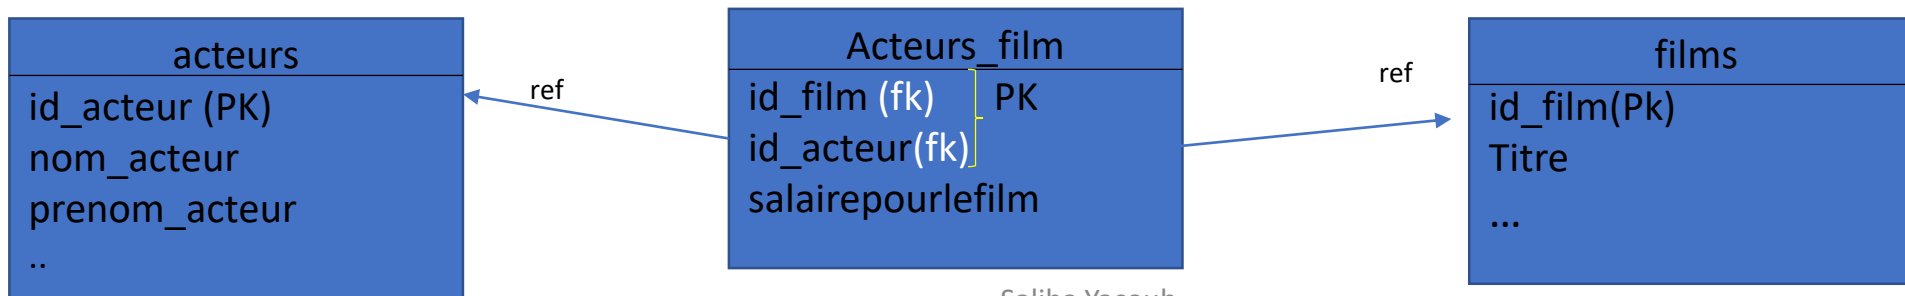 acteurs
id_acteur (PK)
nom_acteur
prenom_acteur
..
ref
Acteurs_film
id_film (fk) PK
id_acteur(fk)
salairepourlefilm
ref
films
id_film(Pk)
Titre
...